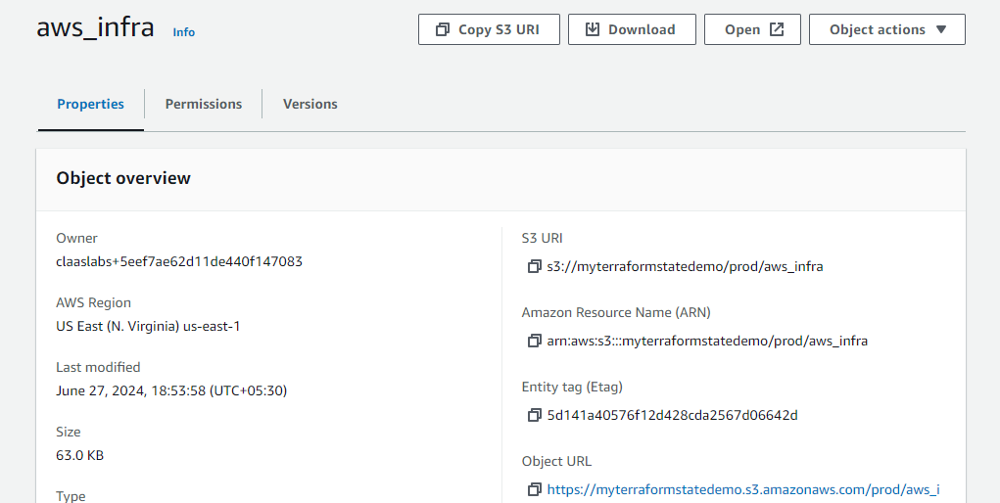 aws_infra Info
Copy S3 URI Download Open Object actions
Properties Permissions Versions
Object overview
Owner
claaslabs+5eef7ae62d11de440f147083
AWS Region
US East (N. Virginia) us-east-1
Last modified
June 27, 2024, 18:53:58 (UTC+05:30)
Size
63.0 KB
Type
S3 URI
s3://myterraformstatedemo/prod/aws_infra
Amazon Resource Name (ARN)
arn:aws:s3:::myterraformstatedemo/prod/aws_infra
Entity tag (Etag)
5d141a40576f12d428cda2567d06642d
Object URL
https://myterraformstatedemo.s3.amazonaws.com/prod/aws_i